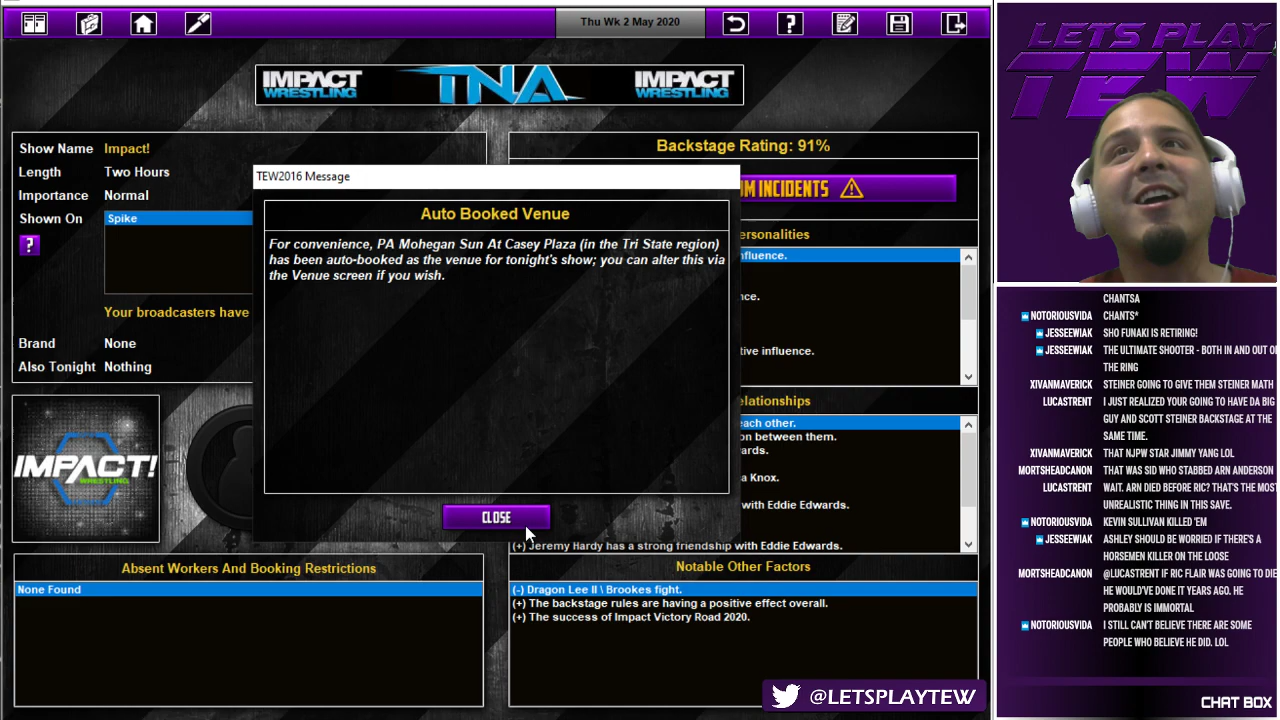 Thu Wk 2 May 2020
?
LETS PLAY
TEW
IMPACT
WRESTLING
TNA
IMPACT
WRESTLING
Show Name Impact!
Length Two Hours
Importance Normal
Shown On Spike
?
Your broadcasters have
Brand None
Also Tonight Nothing
Backstage Rating: 91%
INCIDENTS
TEW2016 Message
Auto Booked Venue
For convenience, PA Mohegan Sun At Casey Plaza (in the Tri State region)
has been auto-booked as the venue for tonight's show; you can alter this via
the Venue screen if you wish.
CLOSE
IMPACT!
WRESTLING
each other.
on between them.
a Knox.
with Eddie Edwards.
(+) Jeremy Hardy has a strong friendship with Eddie Edwards.
Absent Workers And Booking Restrictions
None Found
Notable Other Factors
(-) Dragon Lee II \ Brookes fight.
(+) The backstage rules are having a positive effect overall.
(+) The success of Impact Victory Road 2020.
@LETSPLAYTEW
CHANTSA
NOTORIOUSVIDA CHANTS*
JESSEEWIAK SHO FUNAKI IS RETIRING!
JESSEEWIAK THE ULTIMATE SHOOTER - BOTH IN AND OUT OF
THE RING
XIVANMAVERICK STEINER GOING TO GIVE THEM STEINER MATH
LUCASTRENT I JUST REALIZED YOUR GOING TO HAVE DA BIG
GUY AND SCOTT STEINER BACKSTAGE AT THE
SAME TIME.
XIVANMAVERICK THAT NJPW STAR JIMMY YANG LOL
MORTSHEADCANON THAT WAS SID WHO STABBED ARN ANDERSON
LUCASTRENT WAIT. ARN DIED BEFORE RIC? THAT'S THE MOST
UNREALISTIC THING IN THIS SAVE.
NOTORIOUSVIDA KEVIN SULLIVAN KILLED 'EM
JESSEEWIAK ASHLEY SHOULD BE WORRIED IF THERE'S A
HORSEMEN KILLER ON THE LOOSE
MORTSHEADCANON @LUCASTRENT IF RIC FLAIR WAS GOING TO DIE
HE WOULD'VE DONE IT YEARS AGO. HE
PROBABLY IS IMMORTAL
NOTORIOUSVIDA I STILL CAN'T BELIEVE THERE ARE SOME
PEOPLE WHO BELIEVE HE DID. LOL
CHAT BOX